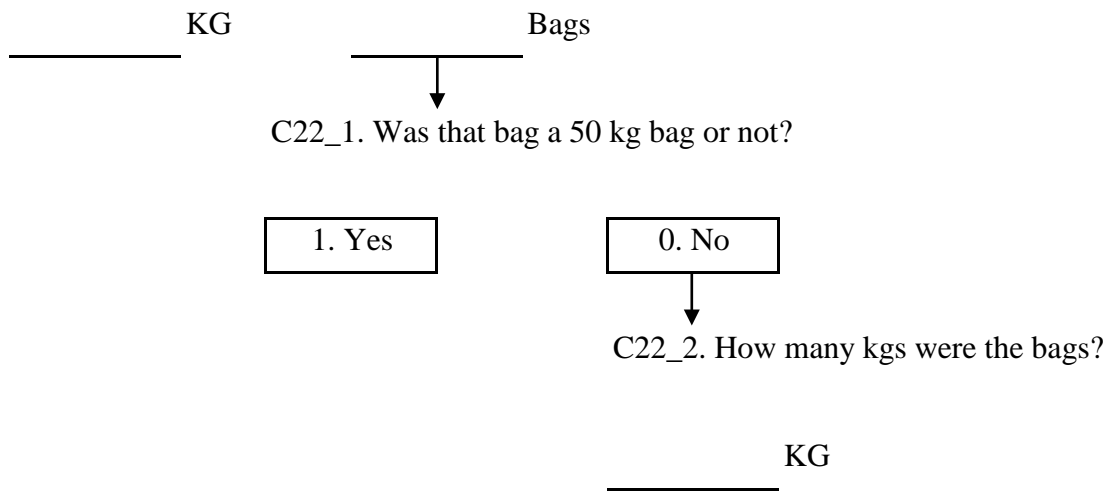 KG Bags
C22_1. Was that bag a 50 kg bag or not?
1. Yes 0. No
C22_2. How many kgs were the bags?
KG